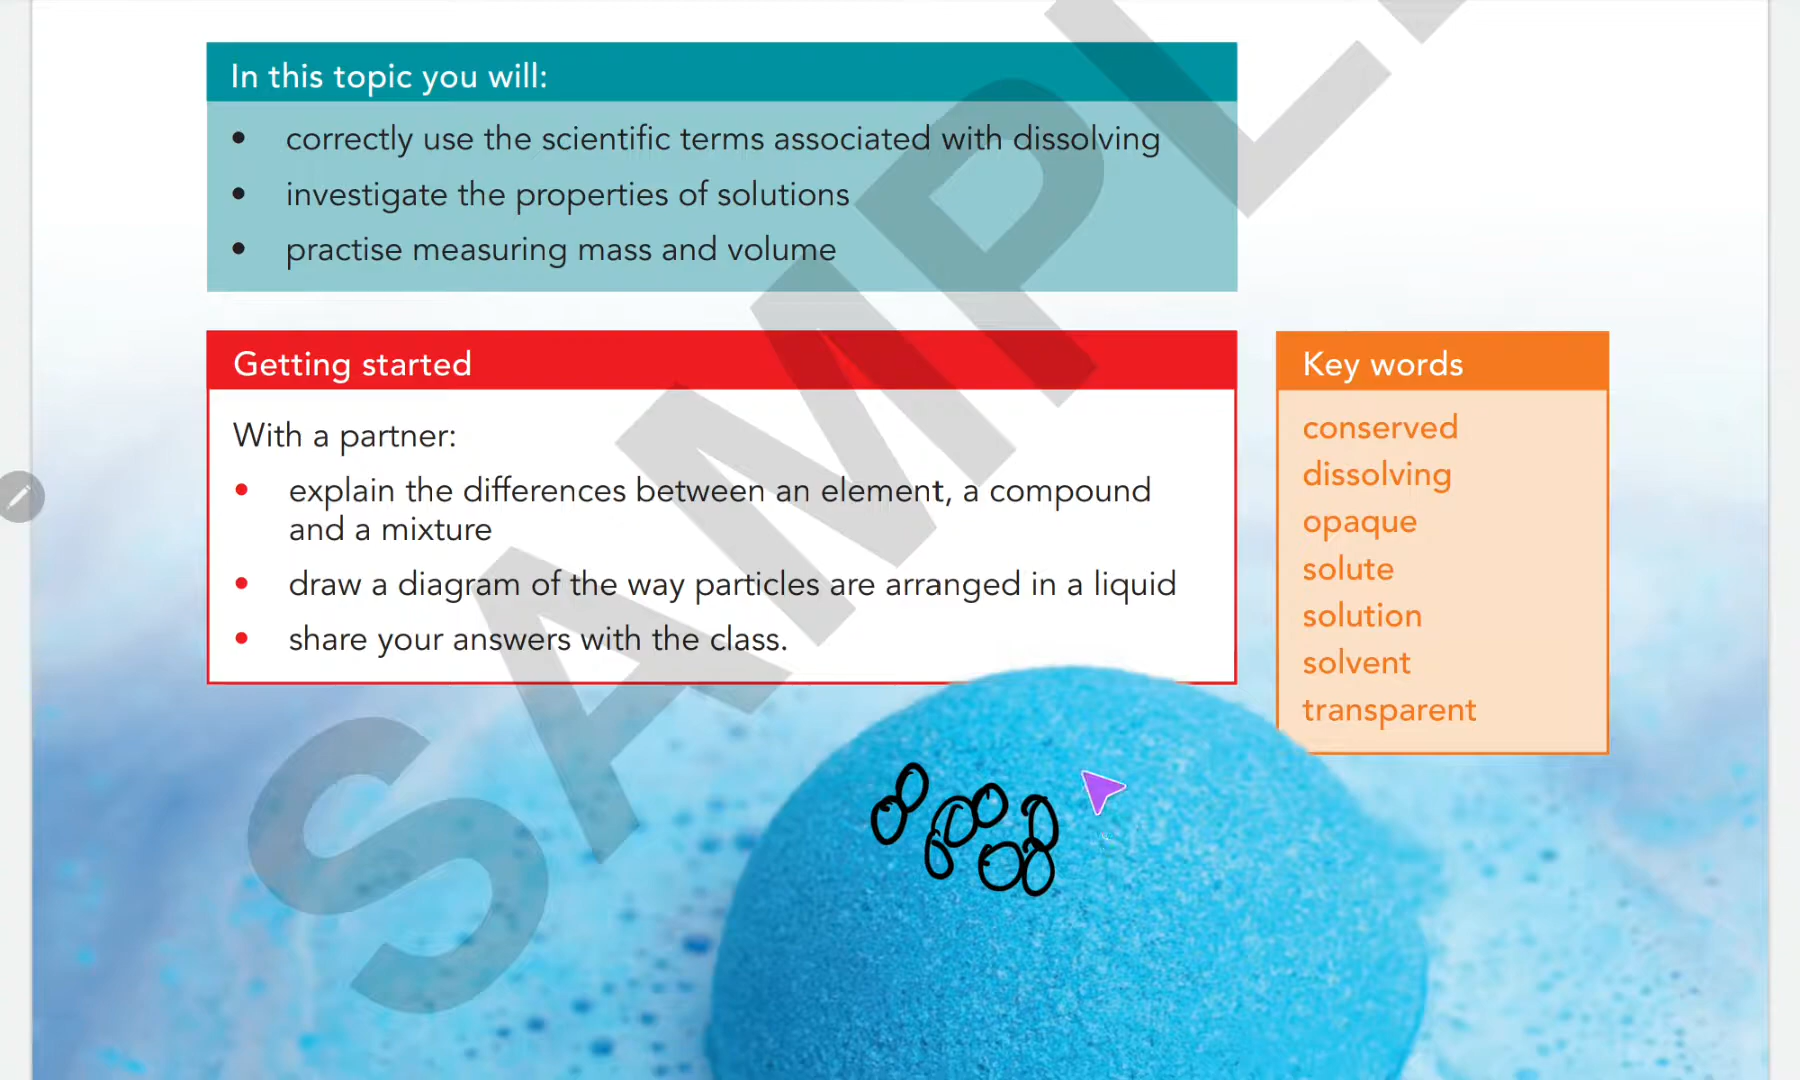 In this topic you will:
• correctly use the scientific terms associated with dissolving
• investigate the properties of solutions
• practise measuring mass and volume
Getting started
With a partner:
• explain the differences between an element, a compound
and a mixture
• draw a diagram of the way particles are arranged in a liquid
• share your answers with the class.
Key words
conserved
dissolving
opaque
solute
solution
solvent
transparent
SAMPL